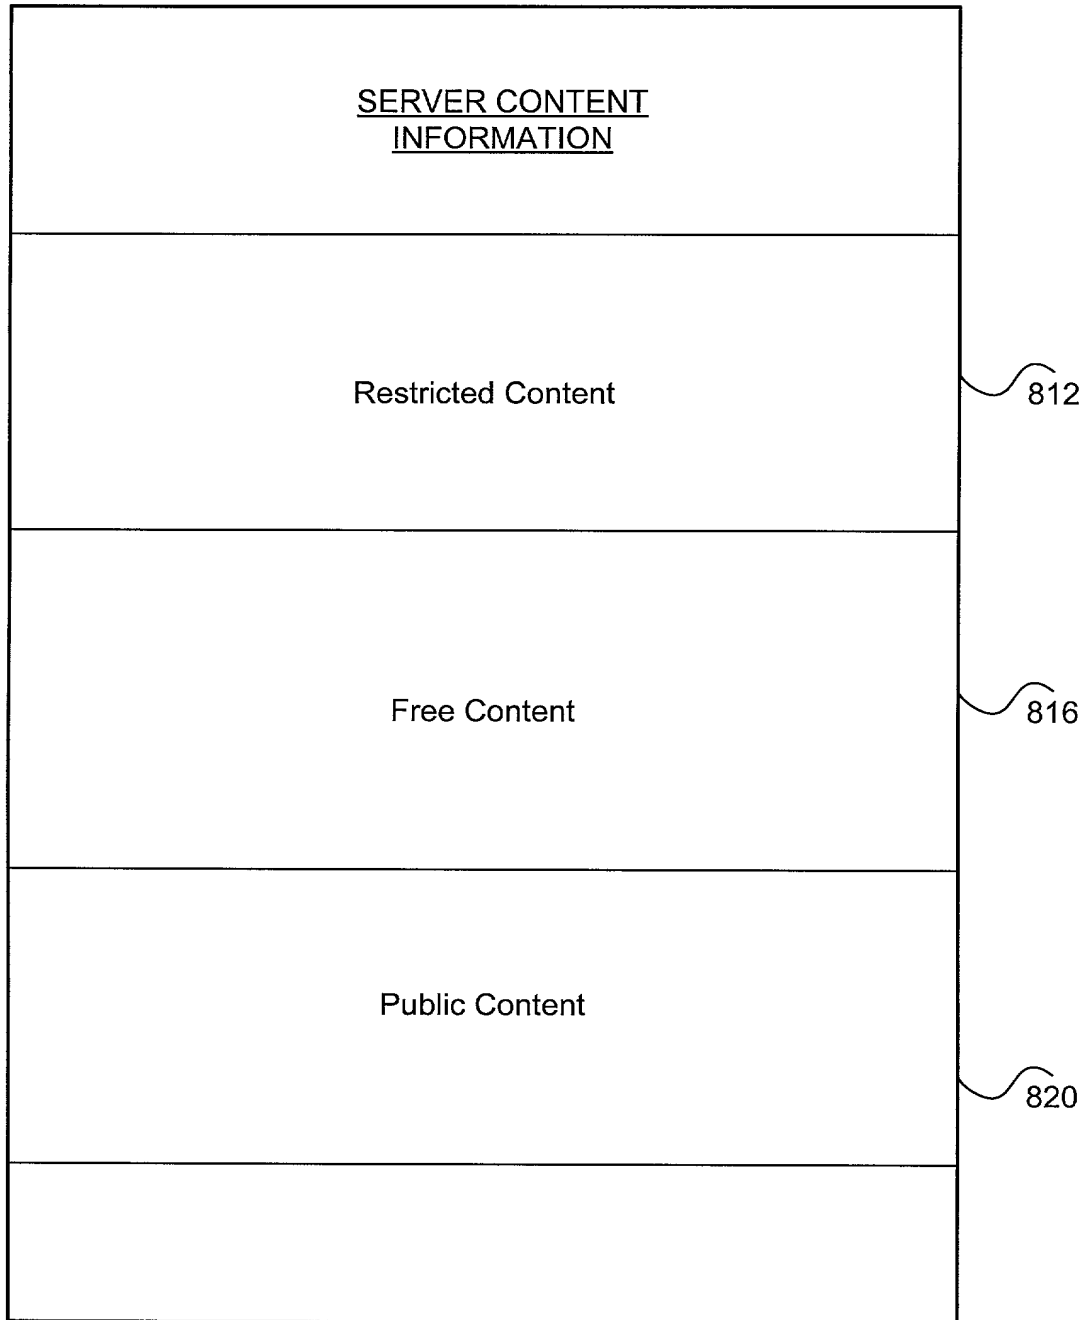 SERVER CONTENT
INFORMATION
Restricted Content
812
Free Content
816
Public Content
820